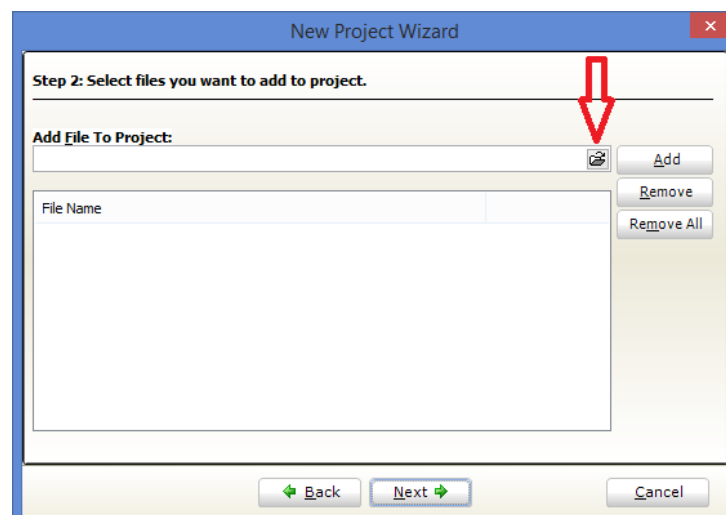 New Project Wizard
Step 2: Select files you want to add to project.
Add File To Project:
Add
Remove
File Name
Remove All
Back
Next
Cancel